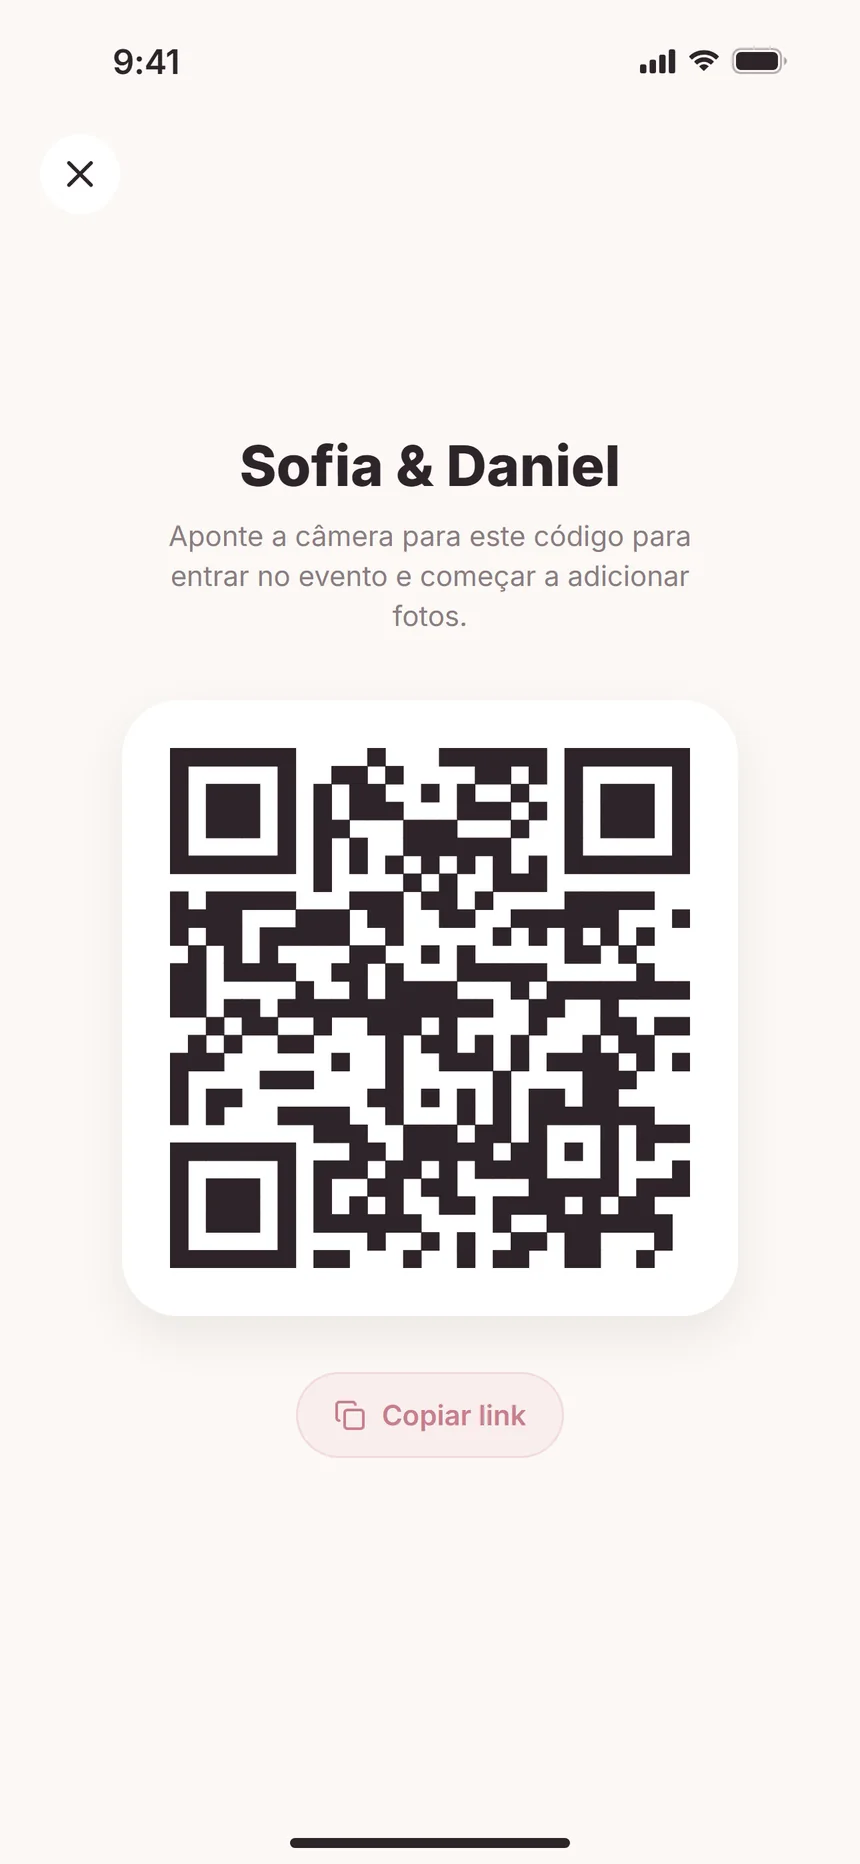 9:41
Sofia & Daniel
Aponte a câmera para este código para
entrar no evento e começar a adicionar
fotos.
Copiar link